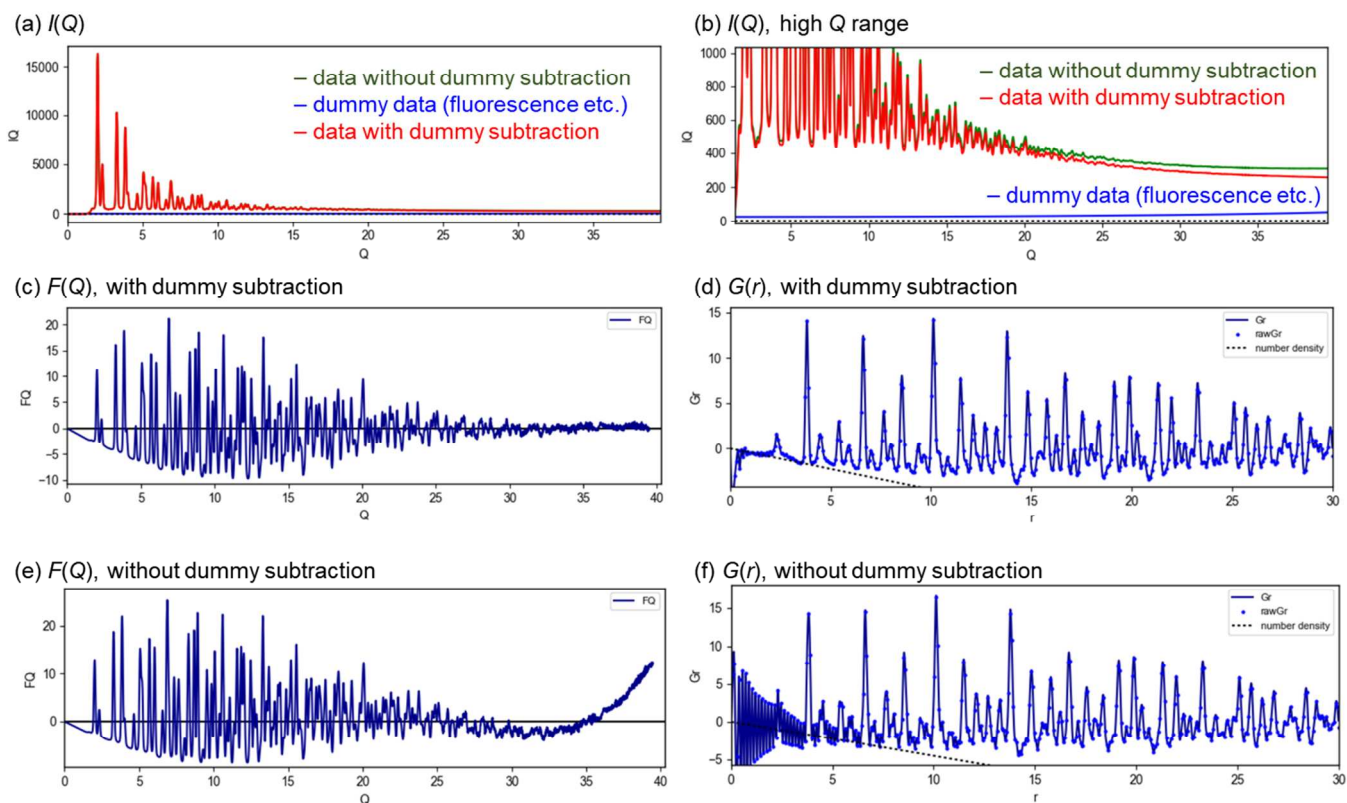 (a) I(Q)
15000
10000
5000
0
IQ
0 5 10 15 20 25 30 35
Q
– data without dummy subtraction
– dummy data (fluorescence etc.)
– data with dummy subtraction
(b) I(Q), high Q range
1000
800
600
400
200
0
IQ
5 10 15 20 25 30 35
Q
– data without dummy subtraction
– data with dummy subtraction
– dummy data (fluorescence etc.)
(c) F(Q), with dummy subtraction
20
15
10
5
0
−5
−10
FQ
0 5 10 15 20 25 30 35 40
Q
FQ
(d) G(r), with dummy subtraction
15
10
5
0
Gr
0 5 10 15 20 25 30
r
Gr
rawGr
number density
(e) F(Q), without dummy subtraction
20
10
0
FQ
0 5 10 15 20 25 30 35 40
Q
FQ
(f) G(r), without dummy subtraction
15
10
5
0
−5
Gr
0 5 10 15 20 25 30
r
Gr
rawGr
number density